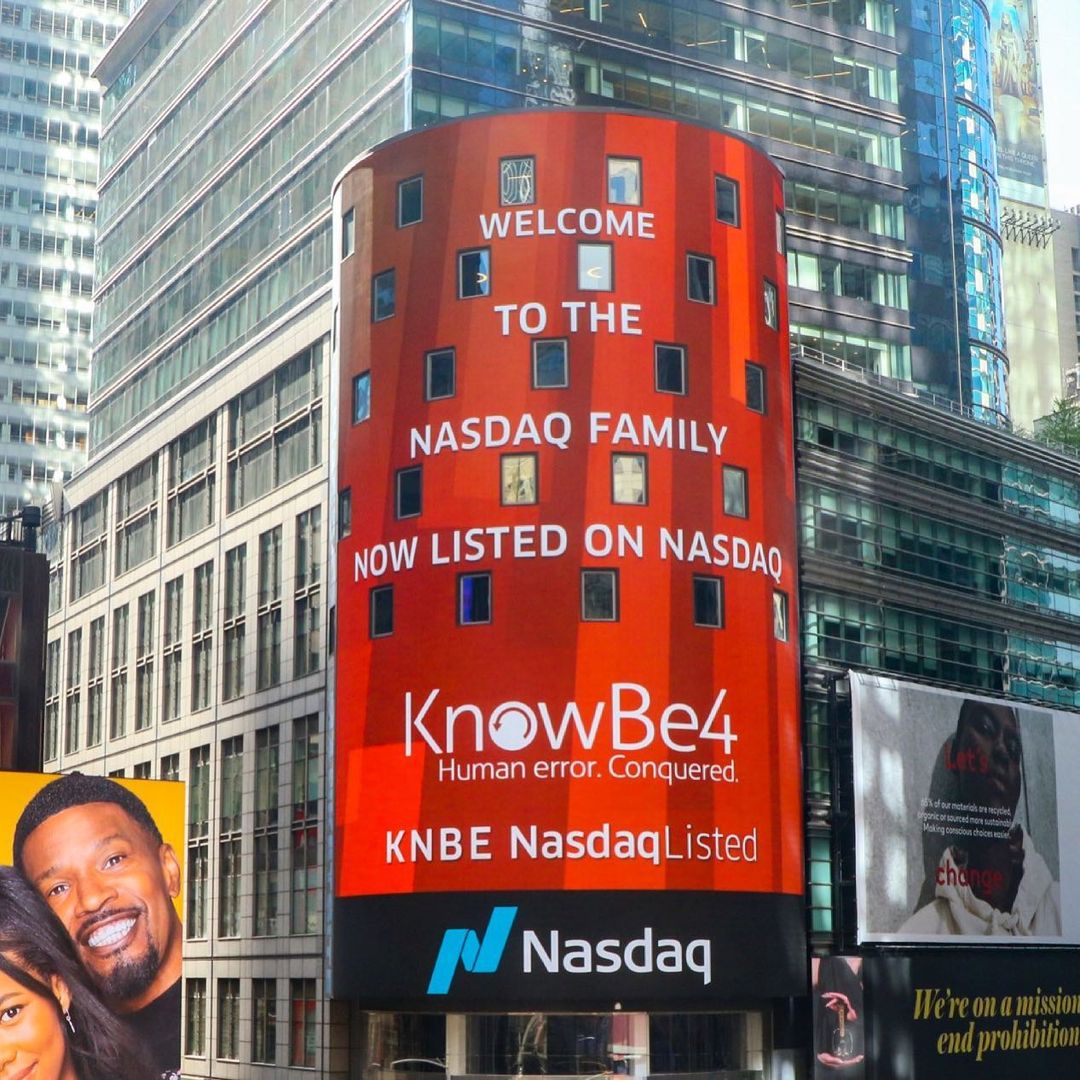 WELCOME
TO THE
NASDAQ FAMILY
NOW LISTED ON NASDAQ
KnowBe4
Human error. Conquered.
KNBE NasdaqListed
Nasdaq
Let's
65% of our materials are recycled,
organic or sourced more sustainably.
Making conscious choices easier.
change
We're on a mission
end prohibition